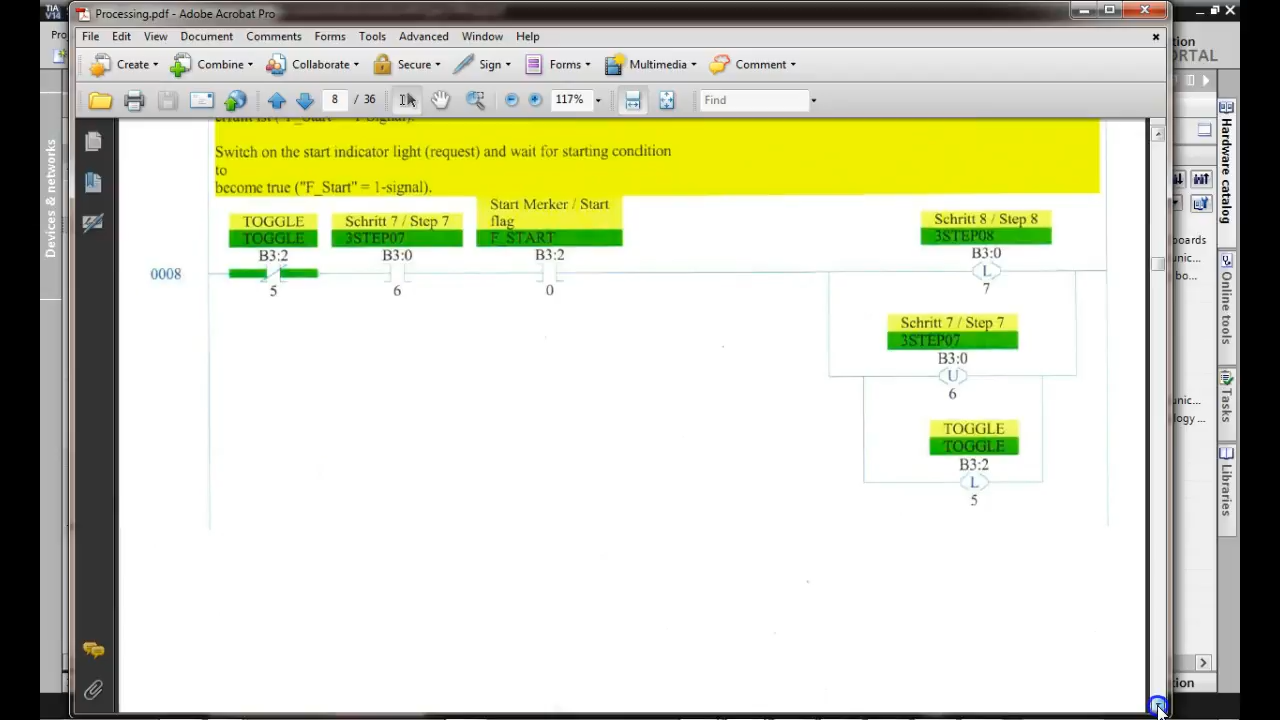 TIA
V14
Processing.pdf - Adobe Acrobat Pro
File Edit View Document Comments Forms Tools Advanced Window Help
Create Combine Collaborate Secure Sign Forms Multimedia Comment
8 / 36 117% Find
PORTAL
Switch on the start indicator light (request) and wait for starting condition
to
become true ("F_Start" = 1-signal).
TOGGLE
TOGGLE
B3:2
5
Schritt 7 / Step 7
3STEP07
B3:0
6
Start Merker / Start
flag
F_START
B3:2
0
0008
Schritt 8 / Step 8
3STEP08
B3:0
L
7
Schritt 7 / Step 7
3STEP07
B3:0
U
6
TOGGLE
TOGGLE
B3:2
L
5
Devices & networks
Hardware catalog
Online tools
Tasks
Libraries